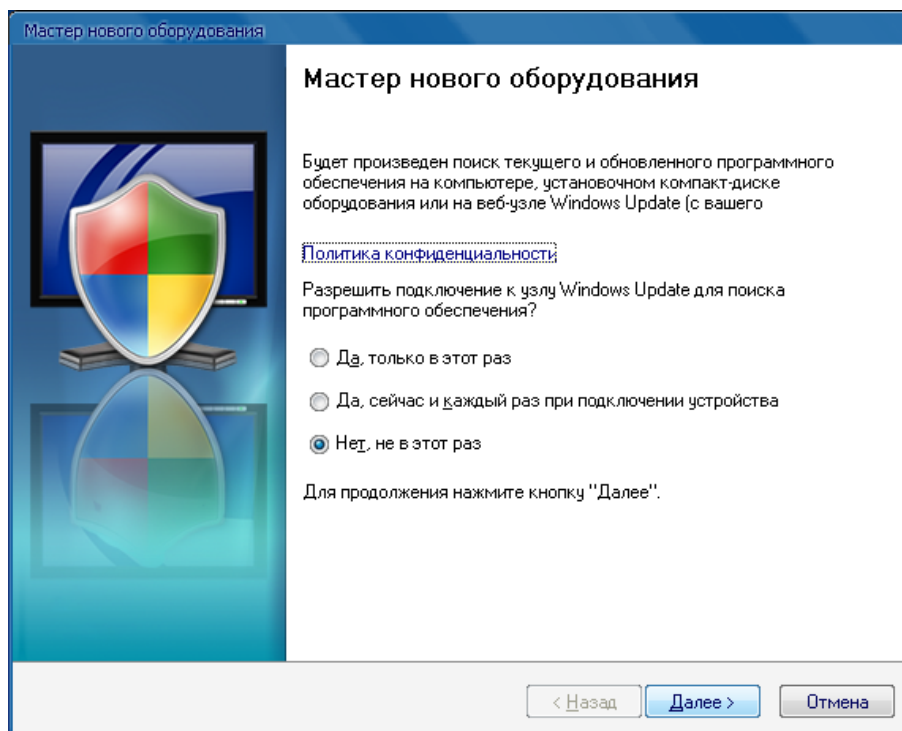 Мастер нового оборудования
Мастер нового оборудования
Будет произведен поиск текущего и обновленного программного
обеспечения на компьютере, установочном компакт-диске
оборудования или на веб-узле Windows Update (с вашего
Политика конфиденциальности
Разрешить подключение к узлу Windows Update для поиска
программного обеспечения?
Да, только в этот раз
Да, сейчас и каждый раз при подключении устройства
Нет, не в этот раз
Для продолжения нажмите кнопку "Далее".
< Назад Далее > Отмена